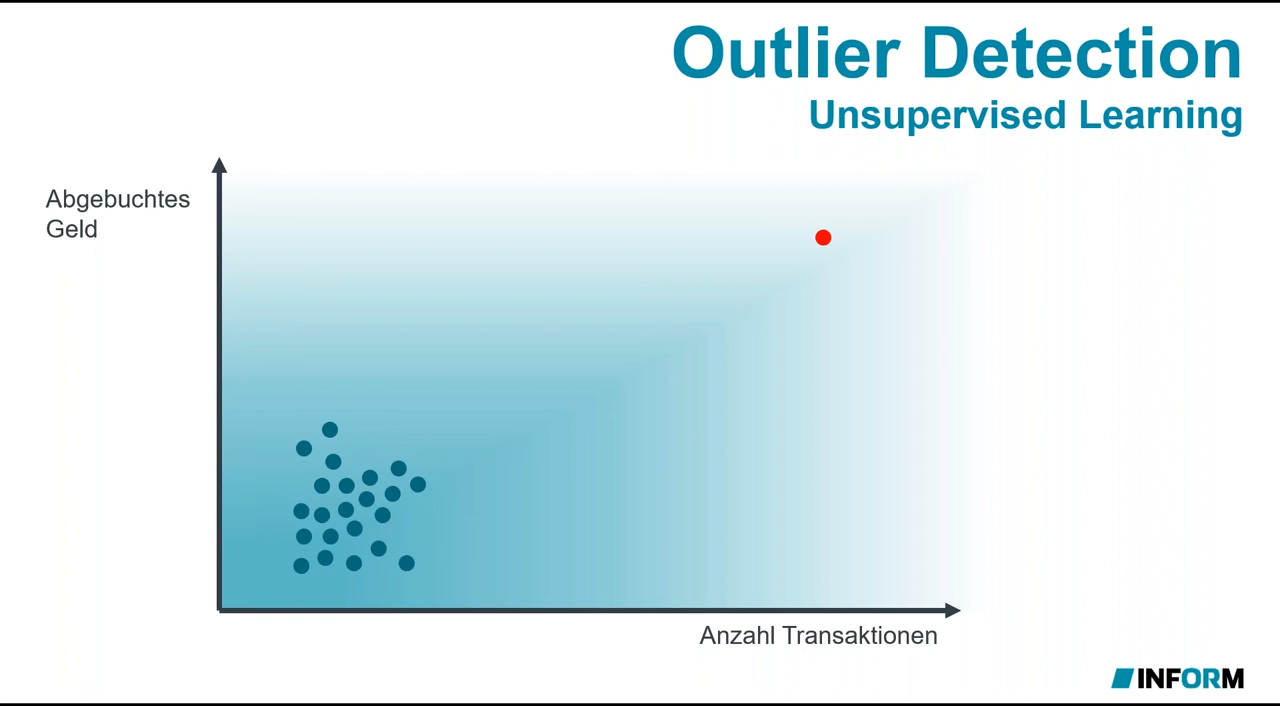 Outlier Detection
Unsupervised Learning
Abgebuchtes
Geld
Anzahl Transaktionen
INFORM